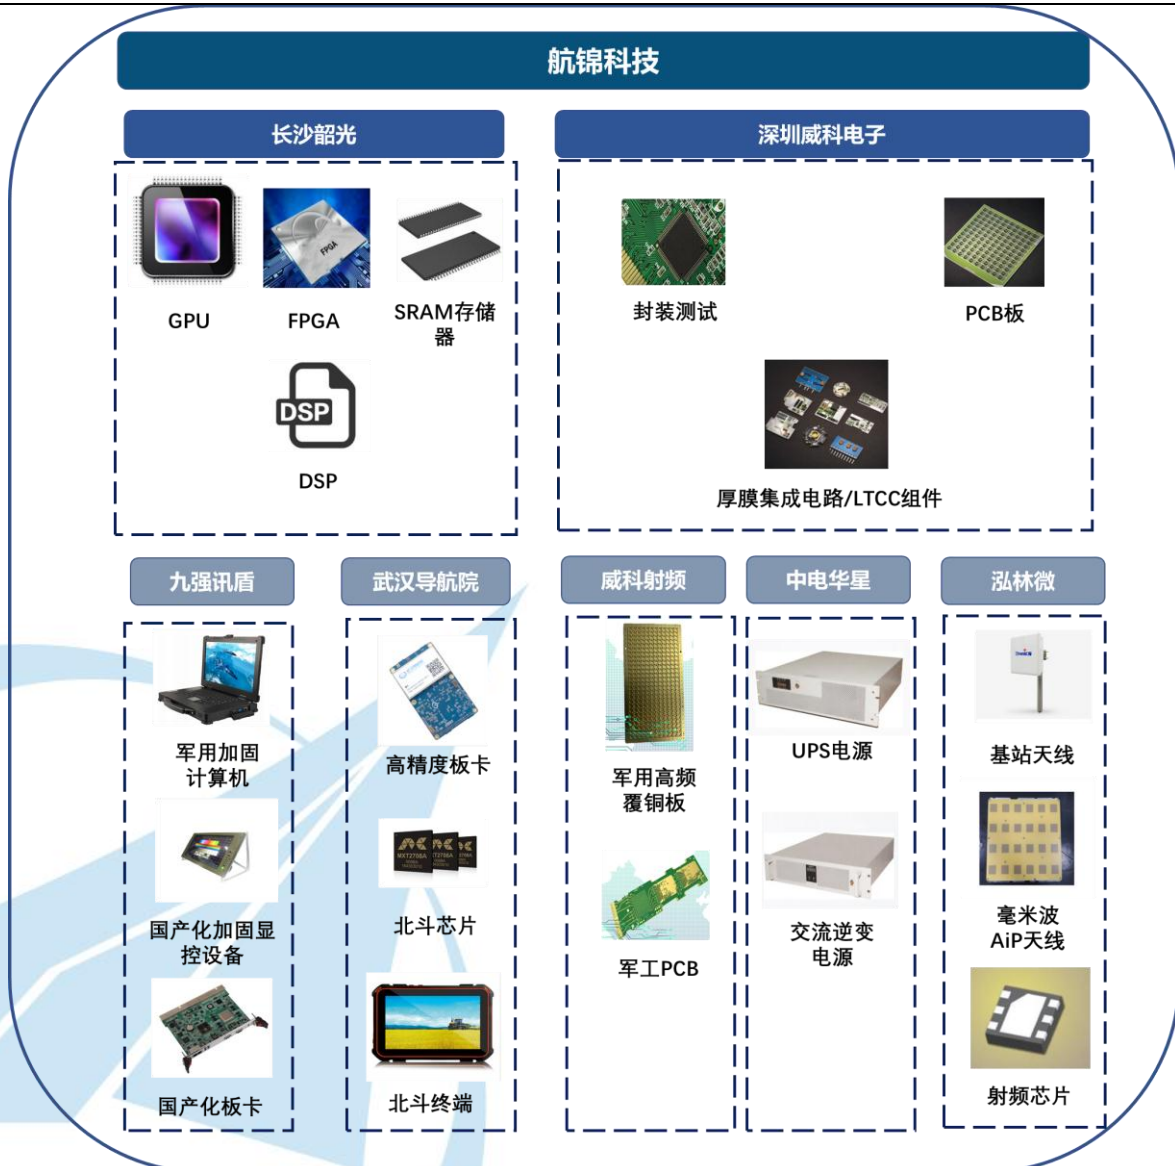 航锦科技
长沙韶光
深圳威科电子
FPGA
GPU
FPGA
SRAM存储
器
DSP
DSP
封装测试
PCB板
厚膜集成电路/LTCC组件
九强讯盾
武汉导航院
威科射频
中电华星
泓林微
军用加固
计算机
国产化加固显
控设备
国产化板卡
高精度板卡
MXT2708A
北斗芯片
北斗终端
军用高频
覆铜板
军工PCB
UPS电源
交流逆变
电源
基站天线
毫米波
AiP天线
射频芯片